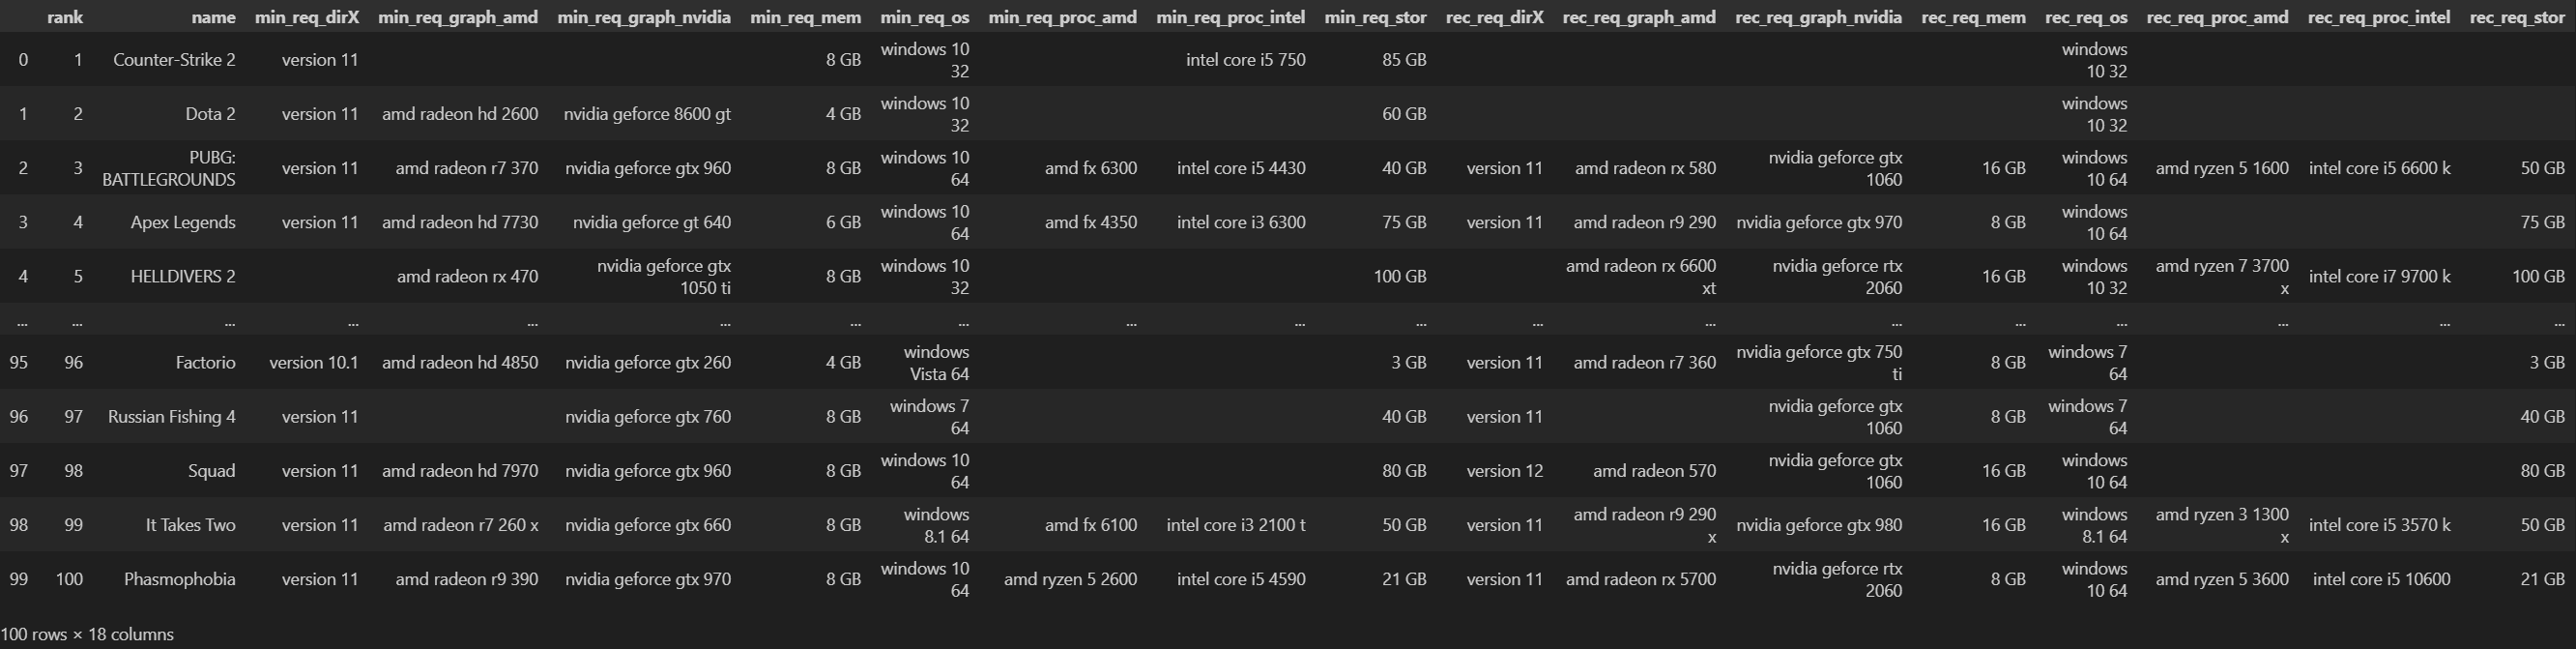 rank name min_req_dirX min_req_graph_amd min_req_graph_nvidia min_req_mem min_req_os min_req_proc_amd min_req_proc_intel min_req_stor rec_req_dirX rec_req_graph_amd rec_req_graph_nvidia rec_req_mem rec_req_os rec_req_proc_amd rec_req_proc_intel rec_req_stor
0 1 Counter-Strike 2 version 11 8 GB windows 10 32 intel core i5 750 85 GB windows 10 32
1 2 Dota 2 version 11 amd radeon hd 2600 nvidia geforce 8600 gt 4 GB windows 10 32 60 GB windows 10 32
2 3 PUBG: BATTLEGROUNDS version 11 amd radeon r7 370 nvidia geforce gtx 960 8 GB windows 10 64 amd fx 6300 intel core i5 4430 40 GB version 11 amd radeon rx 580 nvidia geforce gtx 1060 16 GB windows 10 64 amd ryzen 5 1600 intel core i5 6600 k 50 GB
3 4 Apex Legends version 11 amd radeon hd 7730 nvidia geforce gt 640 6 GB windows 10 64 amd fx 4350 intel core i3 6300 75 GB version 11 amd radeon r9 290 nvidia geforce gtx 970 8 GB windows 10 64 75 GB
4 5 HELLDIVERS 2 amd radeon rx 470 nvidia geforce gtx 1050 ti 8 GB windows 10 32 100 GB amd radeon rx 6600 xt nvidia geforce rtx 2060 16 GB windows 10 32 amd ryzen 7 3700 x intel core i7 9700 k 100 GB
... ... ... ... ... ... ... ... ... ... ... ... ... ... ... ... ... ... ...
95 96 Factorio version 10.1 amd radeon hd 4850 nvidia geforce gtx 260 4 GB windows Vista 64 3 GB version 11 amd radeon r7 360 nvidia geforce gtx 750 ti 8 GB windows 7 64 3 GB
96 97 Russian Fishing 4 version 11 nvidia geforce gtx 760 8 GB windows 7 64 40 GB version 11 nvidia geforce gtx 1060 8 GB windows 7 64 40 GB
97 98 Squad version 11 amd radeon hd 7970 nvidia geforce gtx 960 8 GB windows 10 64 80 GB version 12 amd radeon 570 nvidia geforce gtx 1060 16 GB windows 10 64 80 GB
98 99 It Takes Two version 11 amd radeon r7 260 x nvidia geforce gtx 660 8 GB windows 8.1 64 amd fx 6100 intel core i3 2100 t 50 GB version 11 amd radeon r9 290 x nvidia geforce gtx 980 16 GB windows 8.1 64 amd ryzen 3 1300 x intel core i5 3570 k 50 GB
99 100 Phasmophobia version 11 amd radeon r9 390 nvidia geforce gtx 970 8 GB windows 10 64 amd ryzen 5 2600 intel core i5 4590 21 GB version 11 amd radeon rx 5700 nvidia geforce rtx 2060 8 GB windows 10 64 amd ryzen 5 3600 intel core i5 10600 21 GB
100 rows × 18 columns